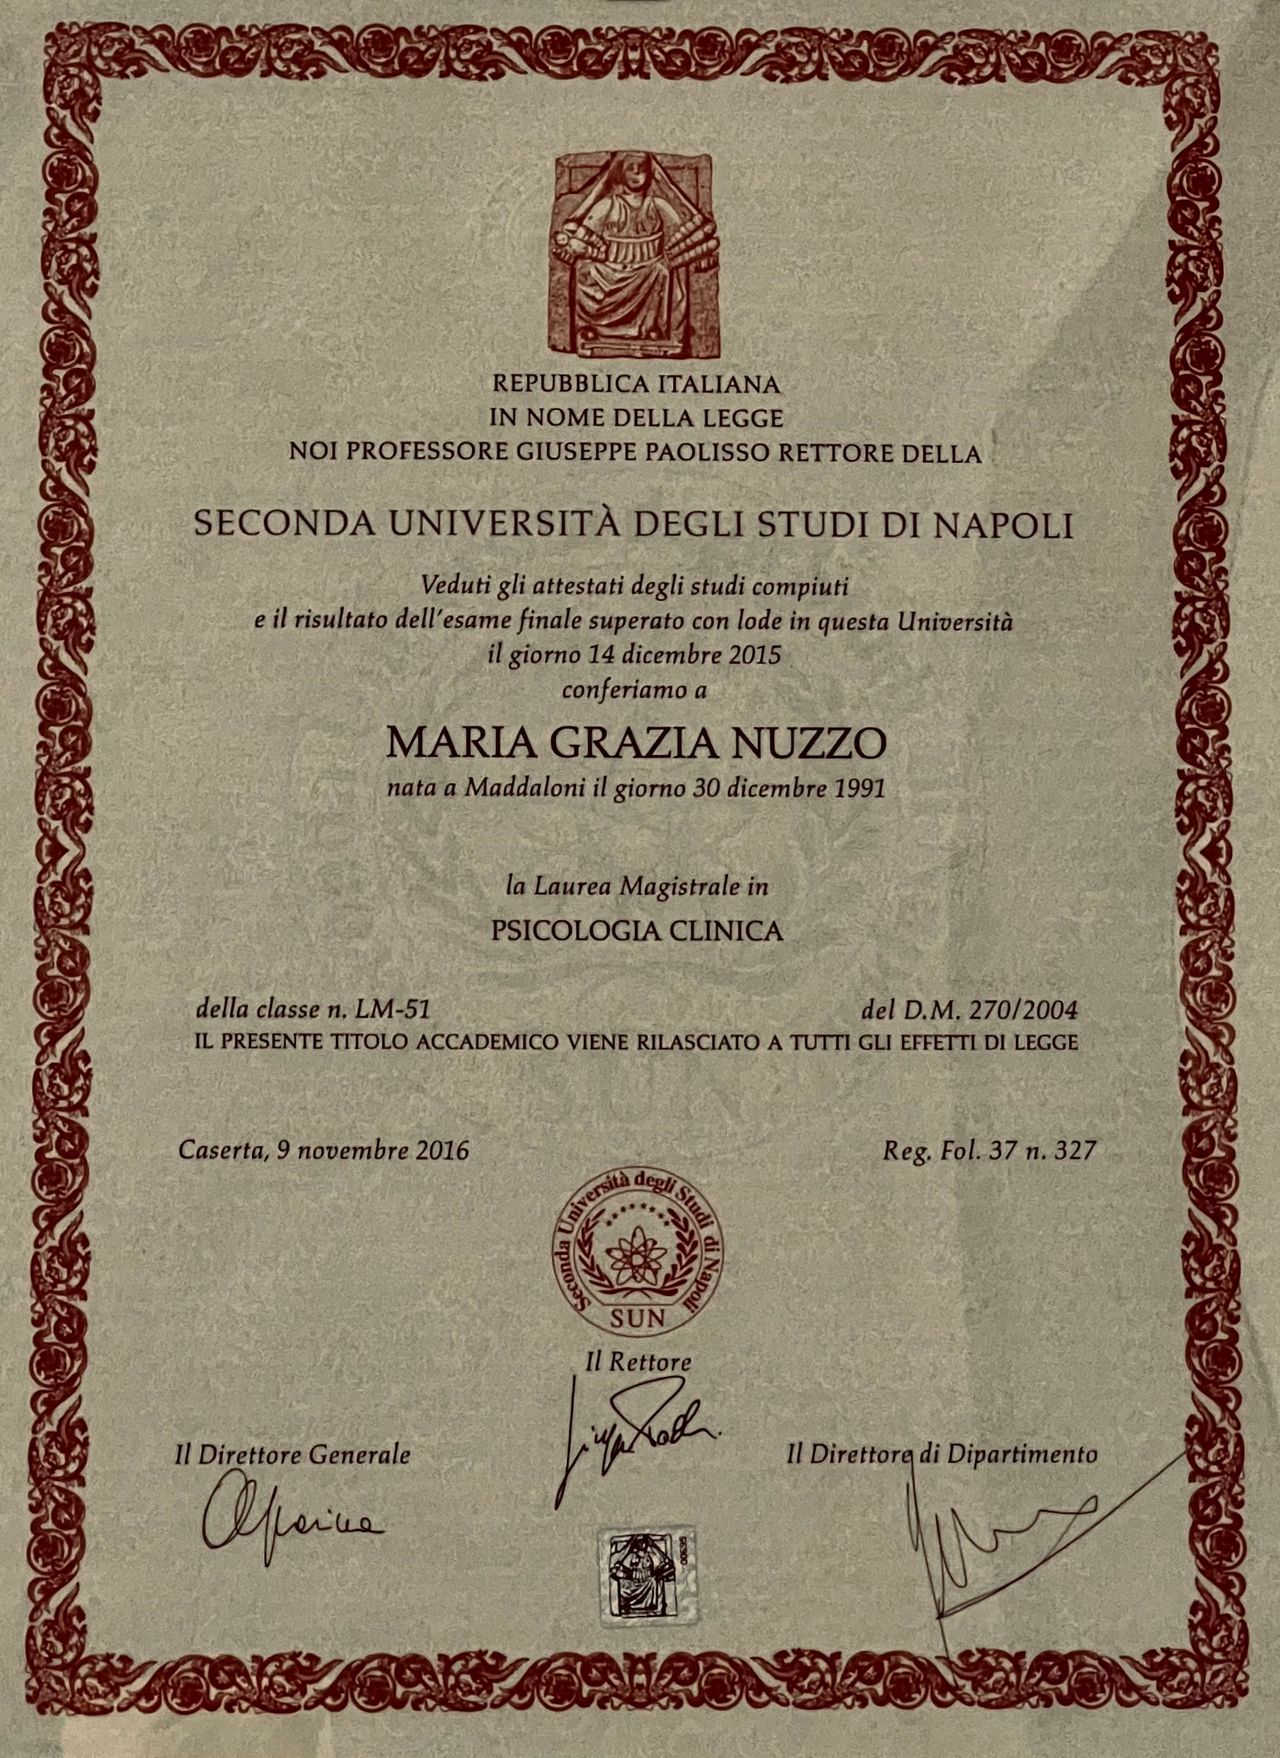 REPUBBLICA ITALIANA
IN NOME DELLA LEGGE
NOI PROFESSORE GIUSEPPE PAOLISSO RETTORE DELLA
SECONDA UNIVERSITÀ DEGLI STUDI DI NAPOLI
Veduti gli attestati degli studi compiuti
e il risultato dell'esame finale superato con lode in questa Università
il giorno 14 dicembre 2015
conferiamo a
MARIA GRAZIA NUZZO
nata a Maddaloni il giorno 30 dicembre 1991
la Laurea Magistrale in
PSICOLOGIA CLINICA
della classe n. LM-51 del D.M. 270/2004
IL PRESENTE TITOLO ACCADEMICO VIENE RILASCIATO A TUTTI GLI EFFETTI DI LEGGE
Caserta, 9 novembre 2016 Reg. Fol. 37 n. 327
Seconda Università degli Studi di Napoli
SUN
Il Rettore
Il Direttore Generale Il Direttore di Dipartimento